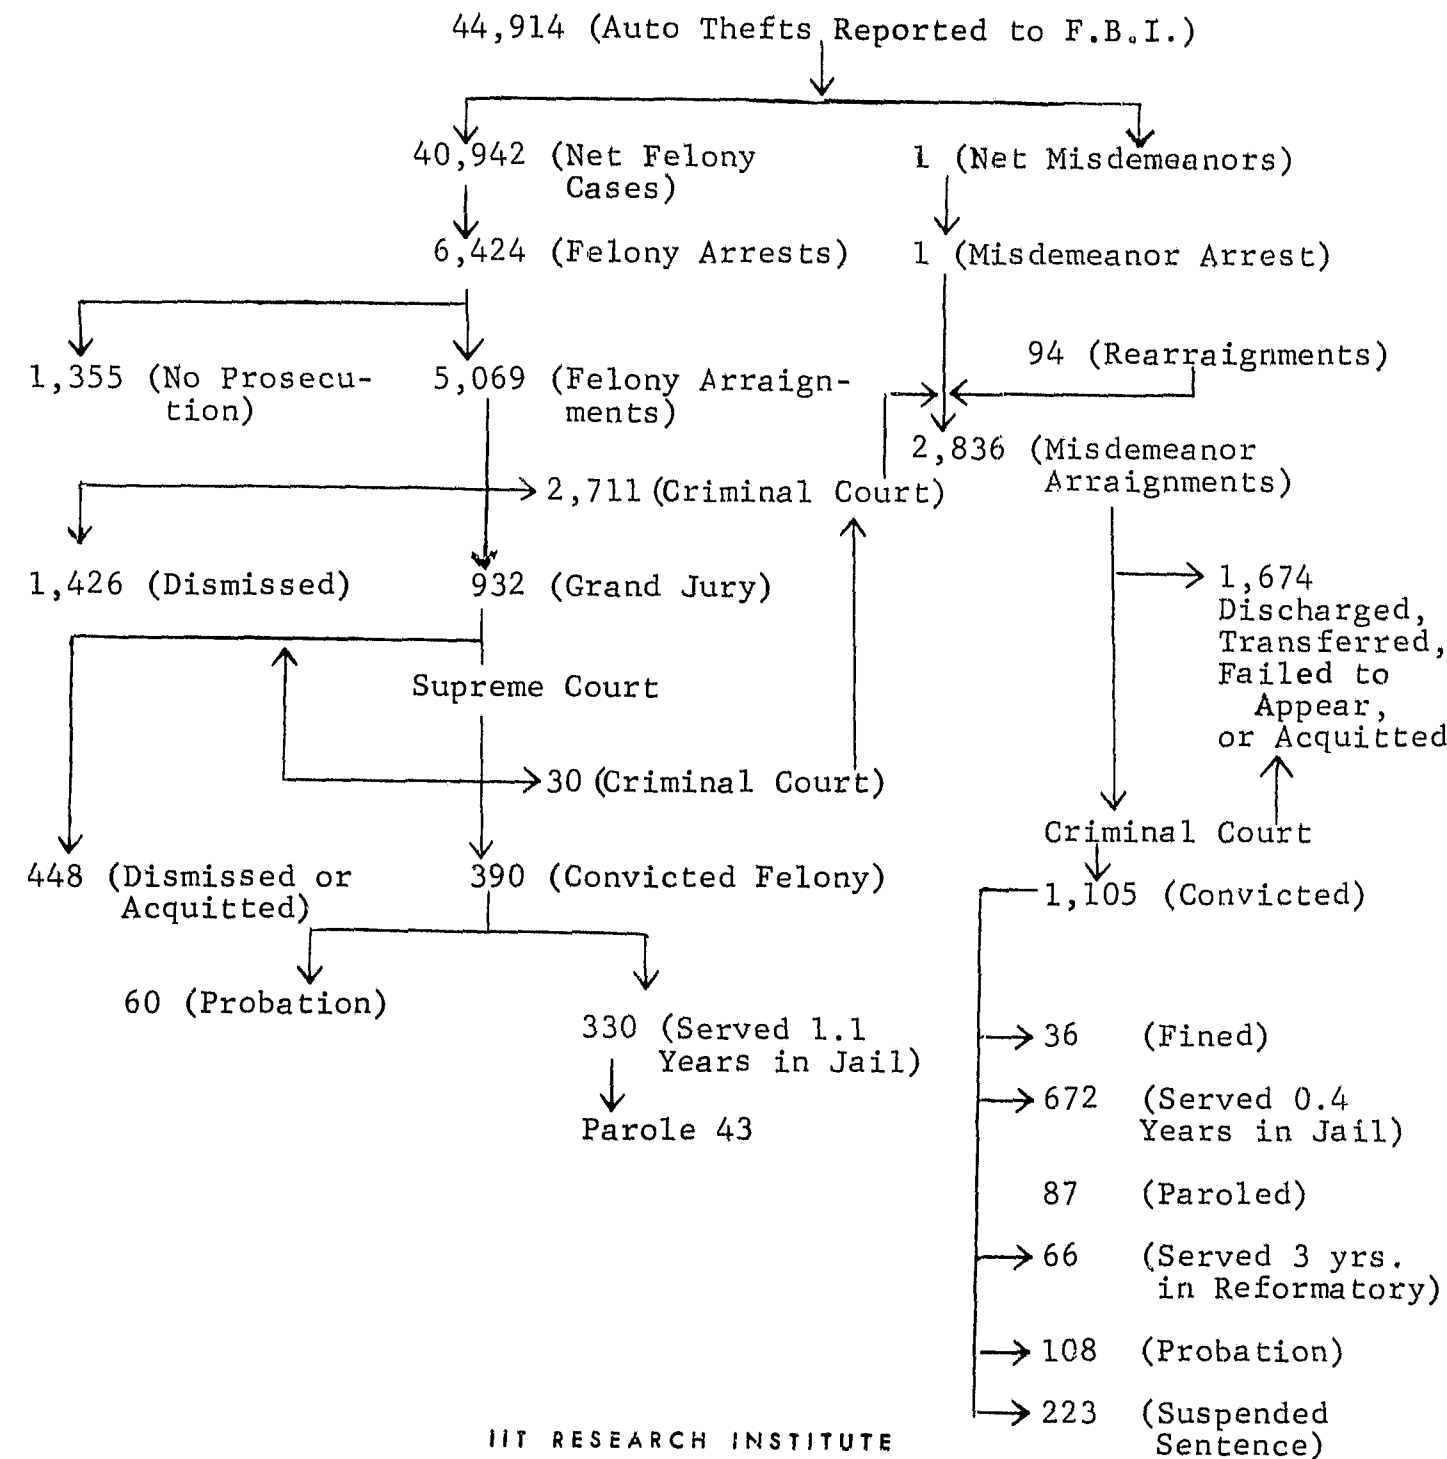 44,914 (Auto Thefts Reported to F.B.I.)
40,942 (Net Felony
Cases)
1 (Net Misdemeanors)
6,424 (Felony Arrests)
1 (Misdemeanor Arrest)
94 (Rearraignments)
1,355 (No Prosecu-
tion)
5,069 (Felony Arraign-
ments)
2,836 (Misdemeanor
Arraignments)
2,711 (Criminal Court)
1,426 (Dismissed)
932 (Grand Jury)
1,674
Discharged,
Transferred,
Failed to
Appear,
or Acquitted
Supreme Court
30 (Criminal Court)
Criminal Court
448 (Dismissed or
Acquitted)
390 (Convicted Felony)
1,105 (Convicted)
60 (Probation)
330 (Served 1.1
Years in Jail)
Parole 43
36 (Fined)
672 (Served 0.4
Years in Jail)
87 (Paroled)
66 (Served 3 yrs.
in Reformatory)
108 (Probation)
223 (Suspended
Sentence)
IIT RESEARCH INSTITUTE